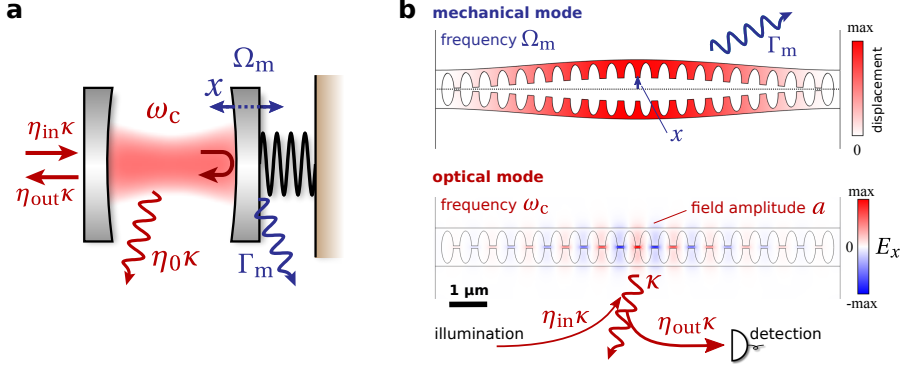 a
Ωm
x
ωc
ηinκ
ηoutκ
η0κ
Γm
b
mechanical mode
frequency Ωm
Γm
x
max
displacement
0
optical mode
frequency ωc
field amplitude a
max
0
Ex
-max
1 μm
κ
illumination
ηinκ
ηoutκ
detection